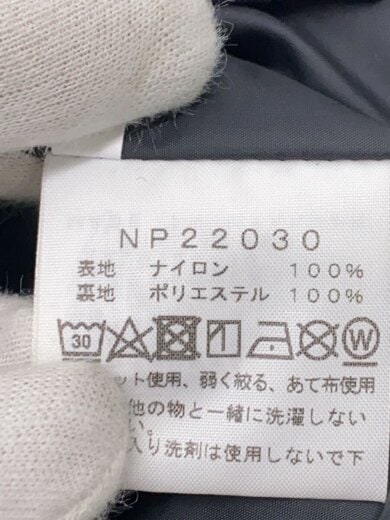 NP22030
表地 ナイロン 100%
裏地 ポリエステル 100%
30 W
ット使用、弱く絞る、あて布使用
他の物と一緒に洗濯しない
い。
入り洗剤は使用しないで下